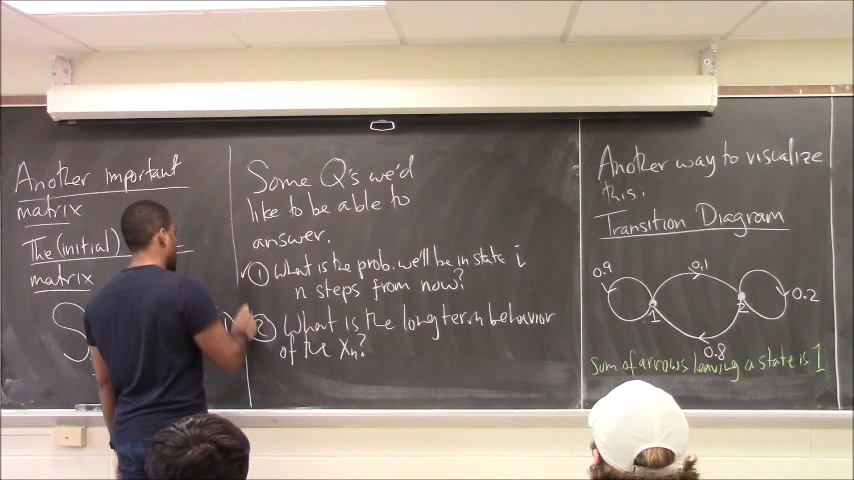 Another important
matrix
The (initial)
matrix
S
Some Q's we'd
like to be able to
answer.
① What is the prob. we'll be in state i
n steps from now?
② What is the long term behavior
of the Xn?
Another way to visualize
this:
Transition Diagram
0.9
0.1
1
2
0.2
0.8
sum of arrows leaving a state is 1